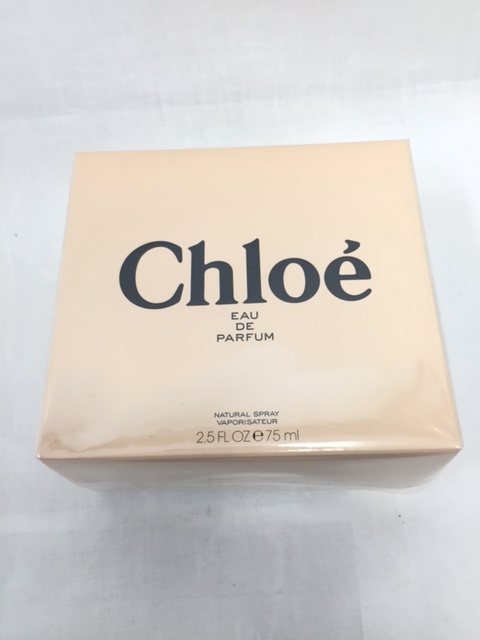 Chloé
EAU
DE
PARFUM
NATURAL SPRAY
VAPORISATEUR
2.5 FL OZ ℮ 75 ml